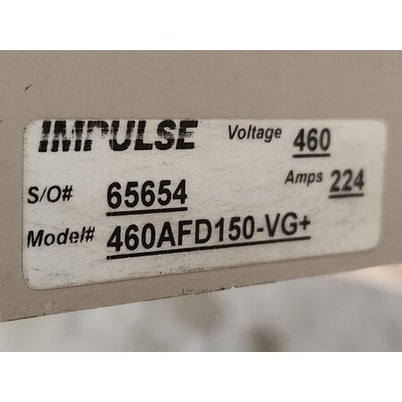 IMPULSE Voltage 460
S/O# 65654 Amps 224
Model# 460AFD150-VG+